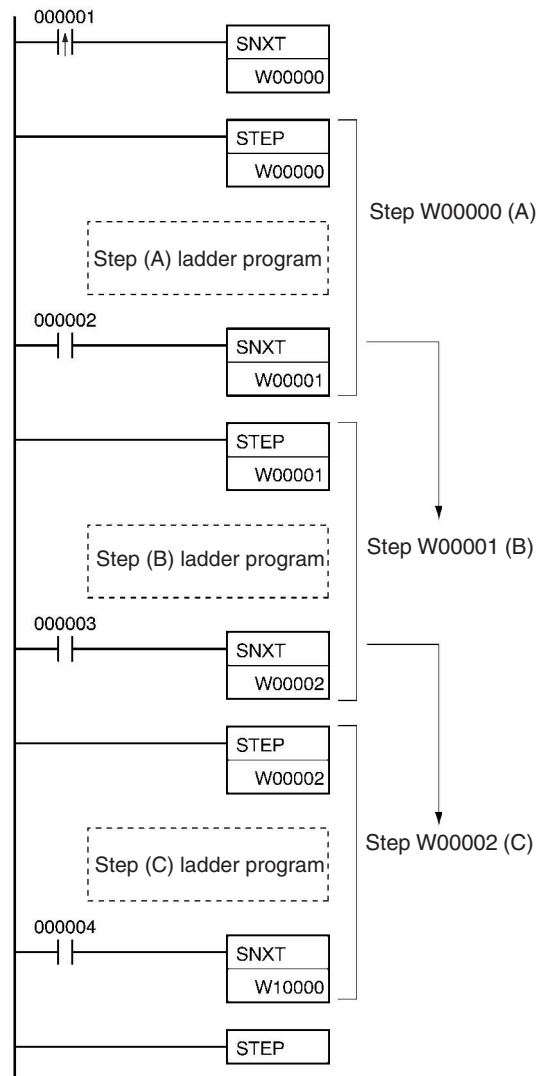 000001
SNXT
W00000
STEP
W00000
Step W00000 (A)
Step (A) ladder program
000002
SNXT
W00001
STEP
W00001
Step W00001 (B)
Step (B) ladder program
000003
SNXT
W00002
STEP
W00002
Step W00002 (C)
Step (C) ladder program
000004
SNXT
W10000
STEP